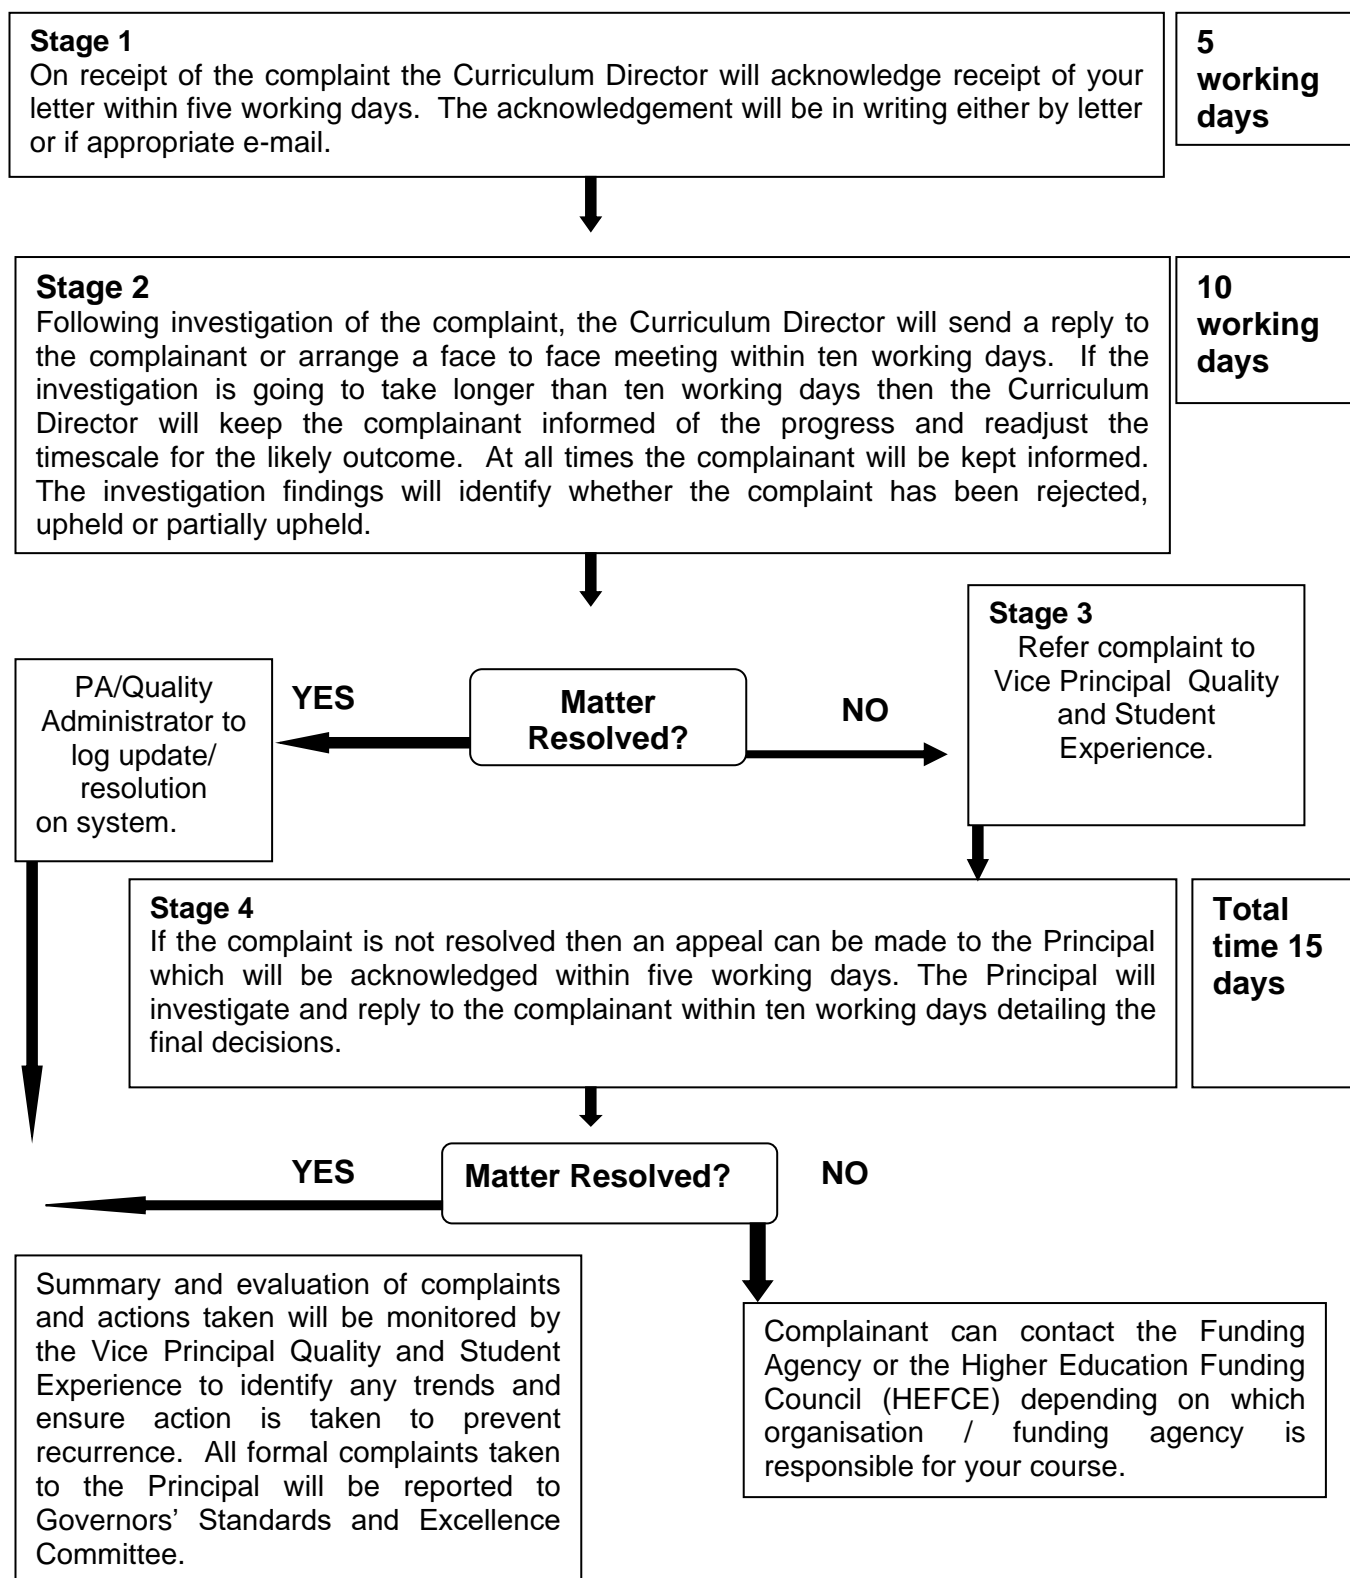 Stage 1
On receipt of the complaint the Curriculum Director will acknowledge receipt of your
letter within five working days. The acknowledgement will be in writing either by letter
or if appropriate e-mail.
5
working
days
Stage 2
Following investigation of the complaint, the Curriculum Director will send a reply to
the complainant or arrange a face to face meeting within ten working days. If the
investigation is going to take longer than ten working days then the Curriculum
Director will keep the complainant informed of the progress and readjust the
timescale for the likely outcome. At all times the complainant will be kept informed.
The investigation findings will identify whether the complaint has been rejected,
upheld or partially upheld.
10
working
days
PA/Quality
Administrator to
log update/
resolution
on system.
YES
Matter
Resolved?
NO
Stage 3
Refer complaint to
Vice Principal Quality
and Student
Experience.
Stage 4
If the complaint is not resolved then an appeal can be made to the Principal
which will be acknowledged within five working days. The Principal will
investigate and reply to the complainant within ten working days detailing the
final decisions.
Total
time 15
days
YES
Matter Resolved?
NO
Summary and evaluation of complaints
and actions taken will be monitored by
the Vice Principal Quality and Student
Experience to identify any trends and
ensure action is taken to prevent
recurrence. All formal complaints taken
to the Principal will be reported to
Governors’ Standards and Excellence
Committee.
Complainant can contact the Funding
Agency or the Higher Education Funding
Council (HEFCE) depending on which
organisation / funding agency is
responsible for your course.